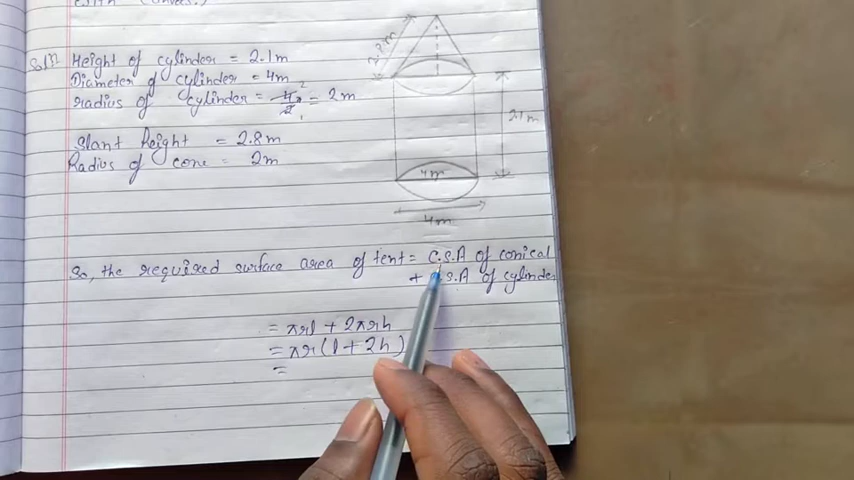 Soln Height of cylinder = 2.1m
Diameter of cylinder = 4m
radius of cylinder = 4/2 = 2m
Slant Height = 2.8m
Radius of cone = 2m
2.8m
2.1m
4m
4m
So, the required surface area of tent = C.S.A of conical
+ C.S.A of cylinder
= πrl + 2πrh
= πr(l + 2h)
=